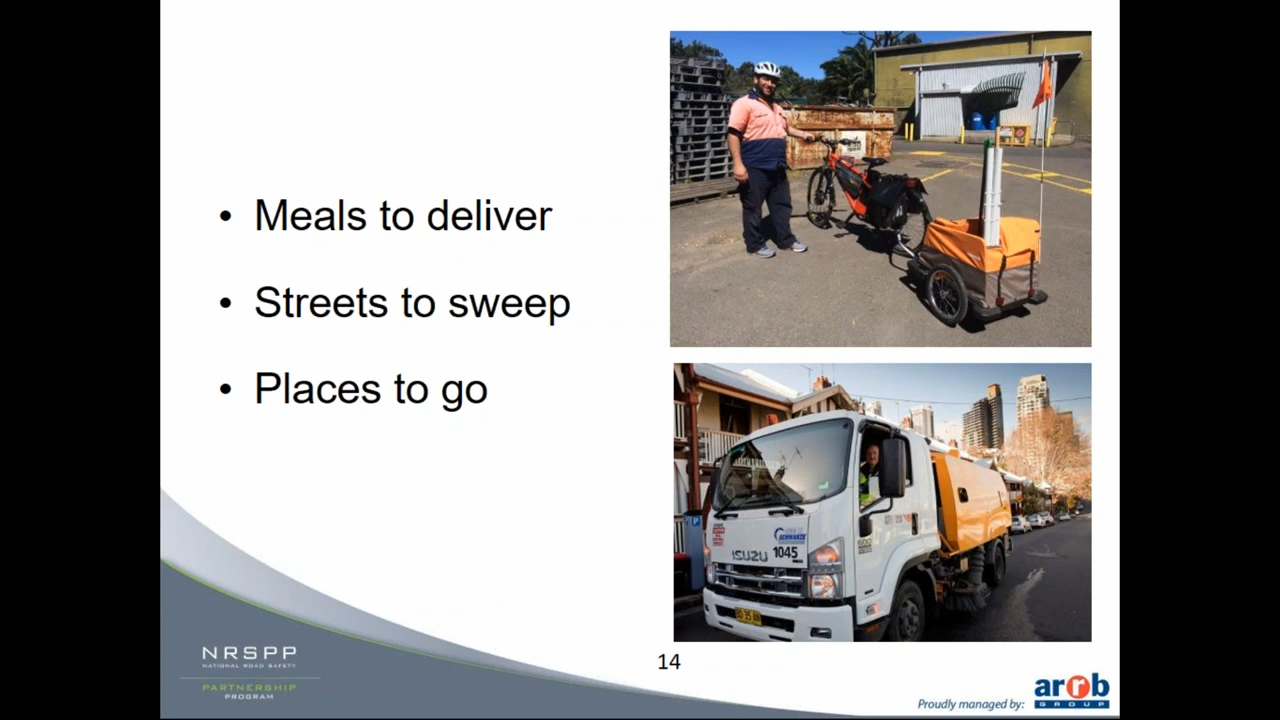 • Meals to deliver
• Streets to sweep
• Places to go
SCHWARZE
ISUZU
1045
14
NRSPP
NATIONAL ROAD SAFETY
PARTNERSHIP
PROGRAM
Proudly managed by:
arrb
GROUP